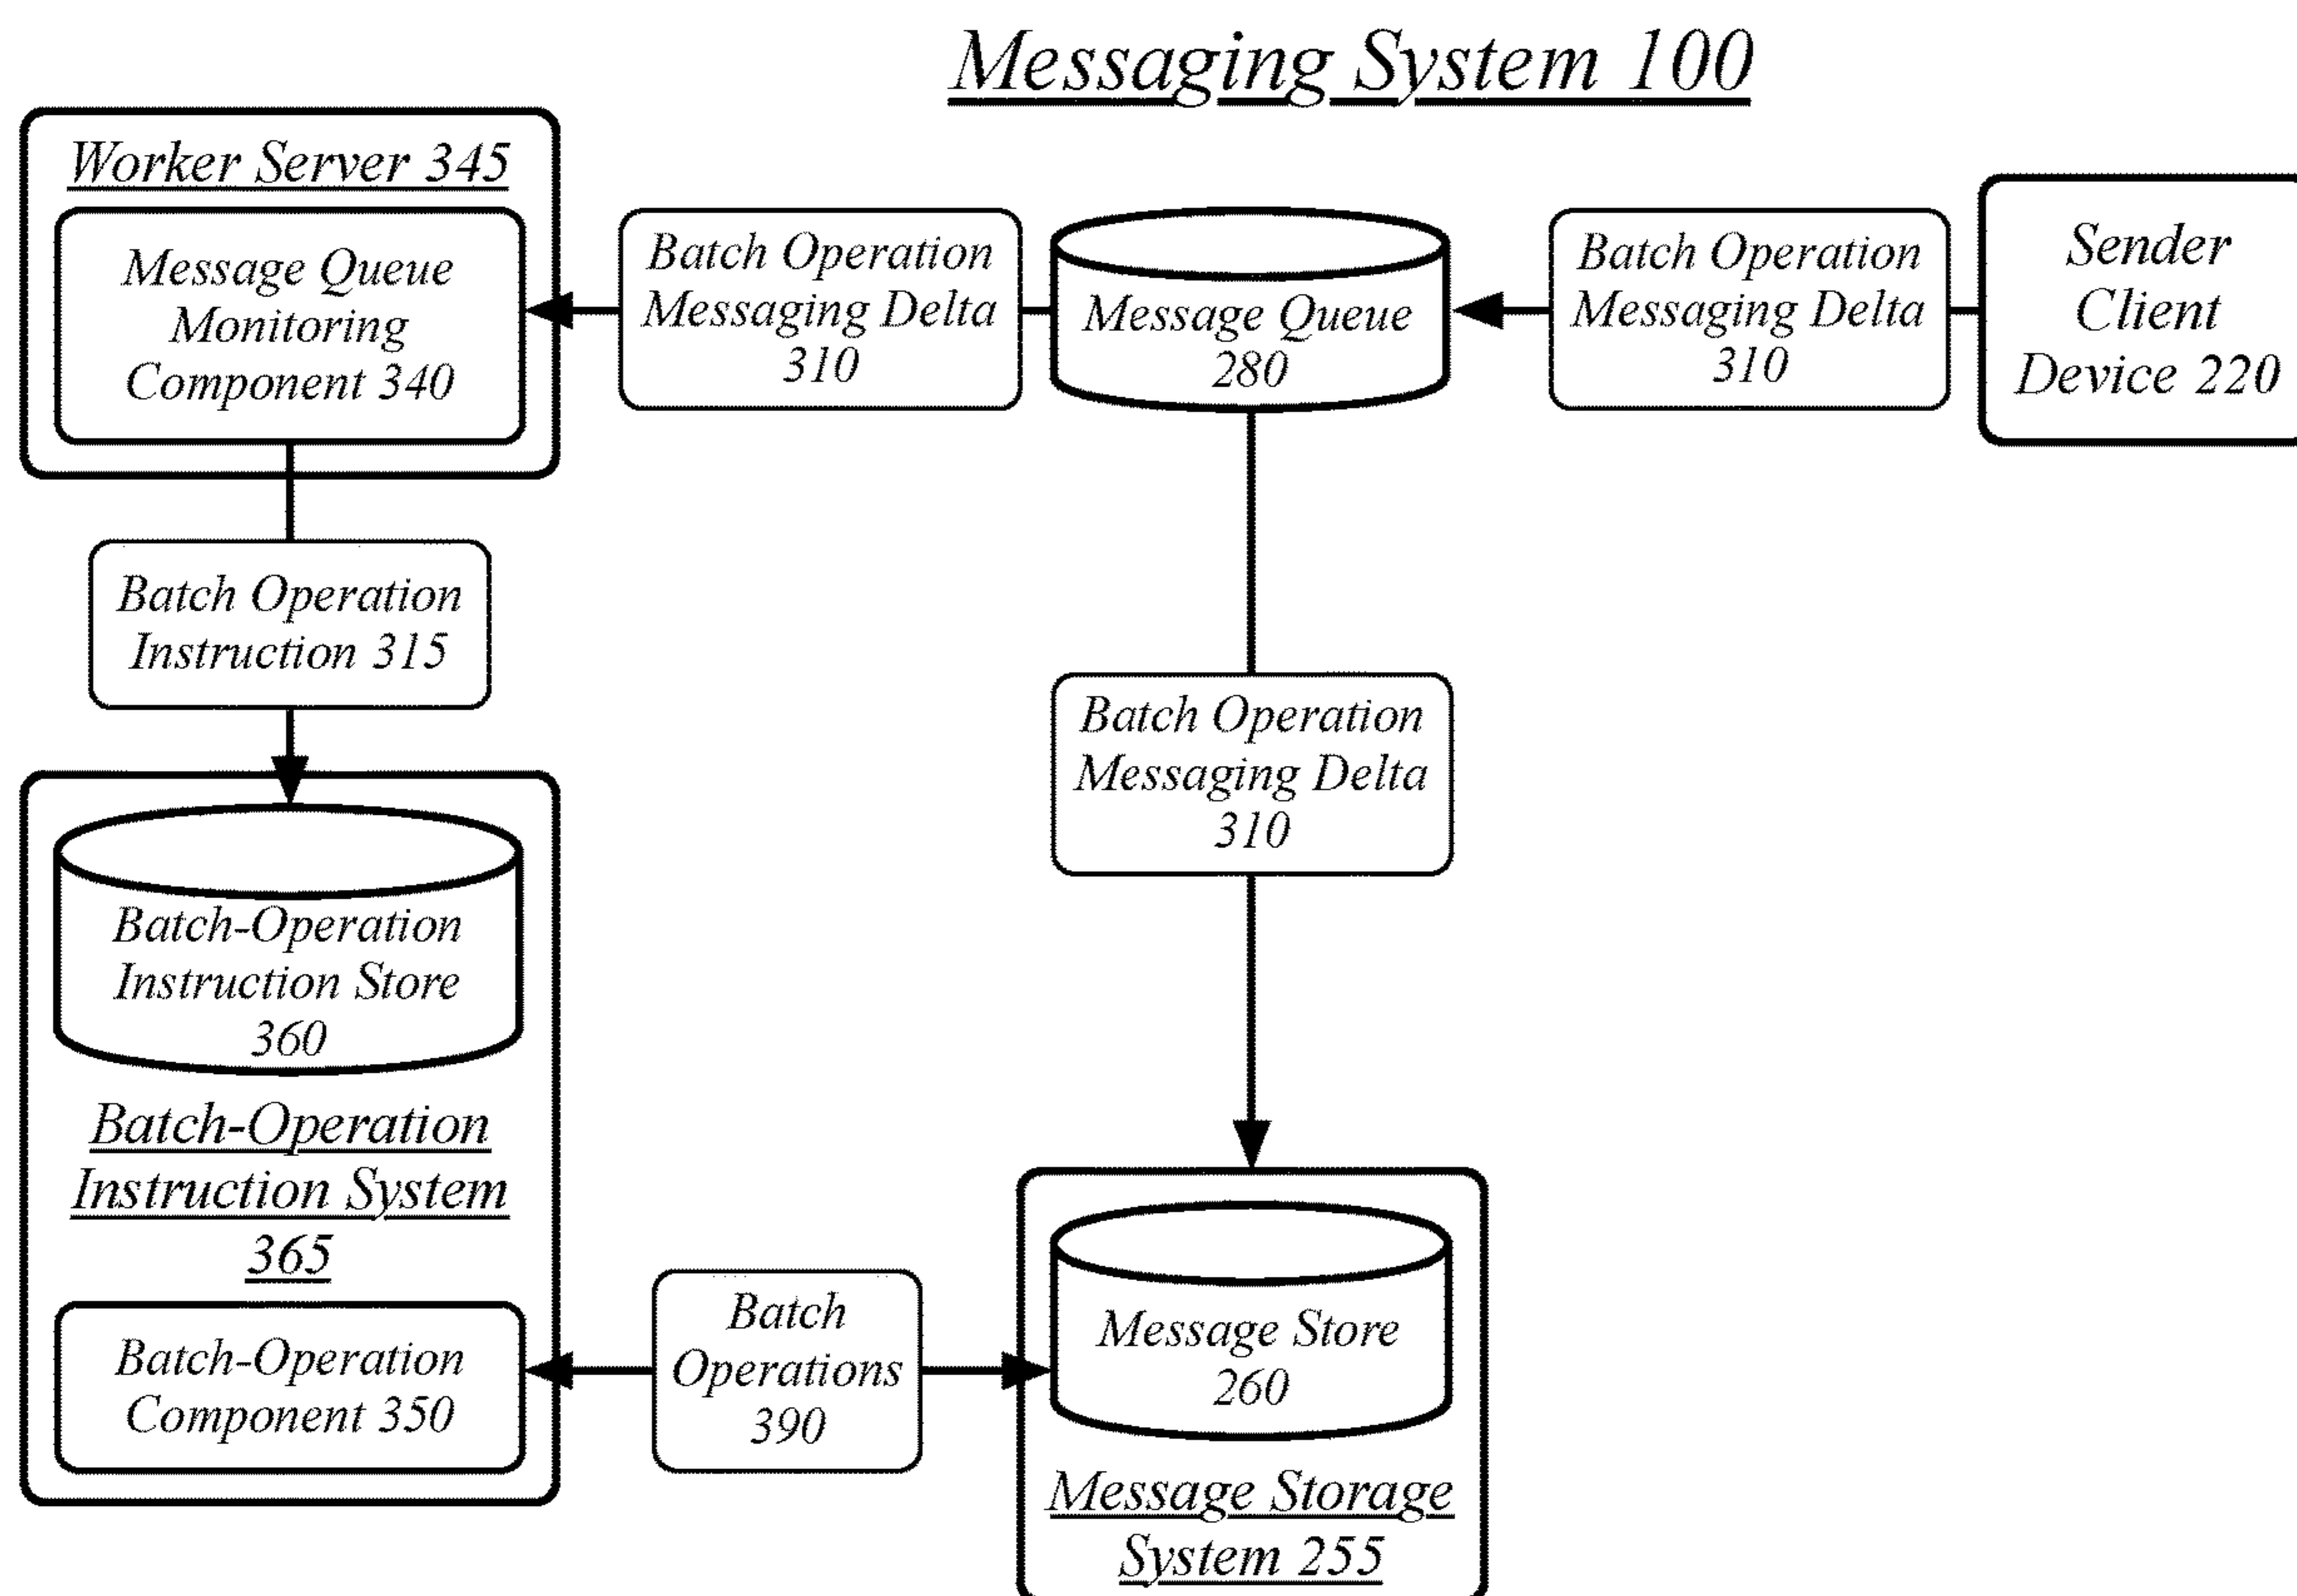 Messaging System 100
Worker Server 345
Message Queue
Monitoring
Component 340
Batch Operation
Messaging Delta
310
Message Queue
280
Batch Operation
Messaging Delta
310
Sender
Client
Device 220
Batch Operation
Instruction 315
Batch Operation
Messaging Delta
310
Batch-Operation
Instruction Store
360
Batch-Operation
Instruction System
365
Batch-Operation
Component 350
Batch
Operations
390
Message Store
260
Message Storage
System 255